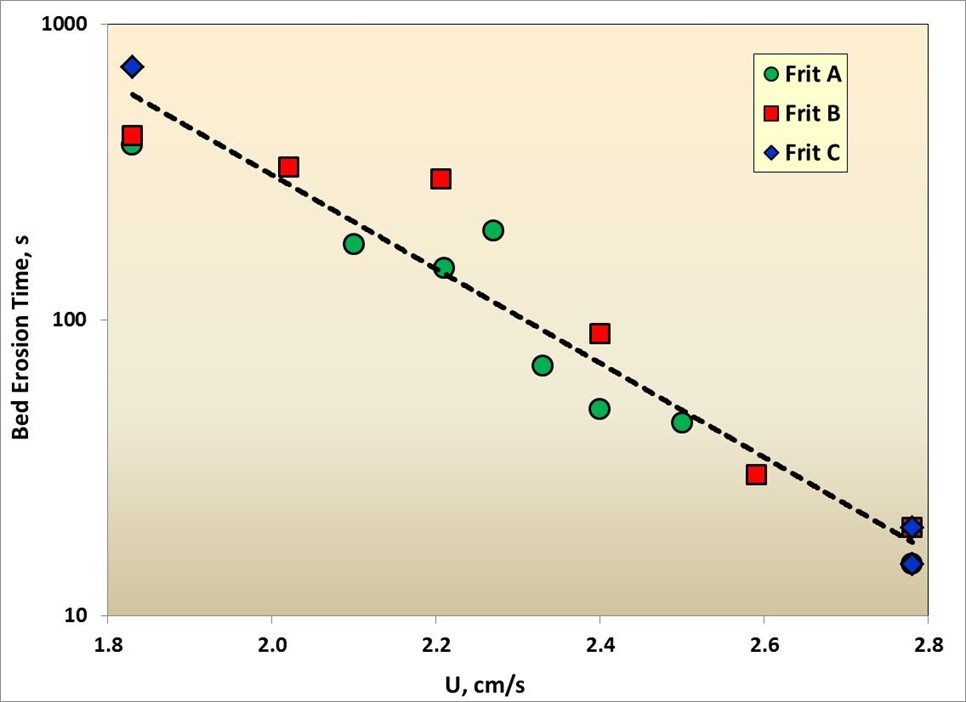 1000
Frit A
Frit B
Frit C
Bed Erosion Time, s
100
10
1.8 2.0 2.2 2.4 2.6 2.8
U, cm/s